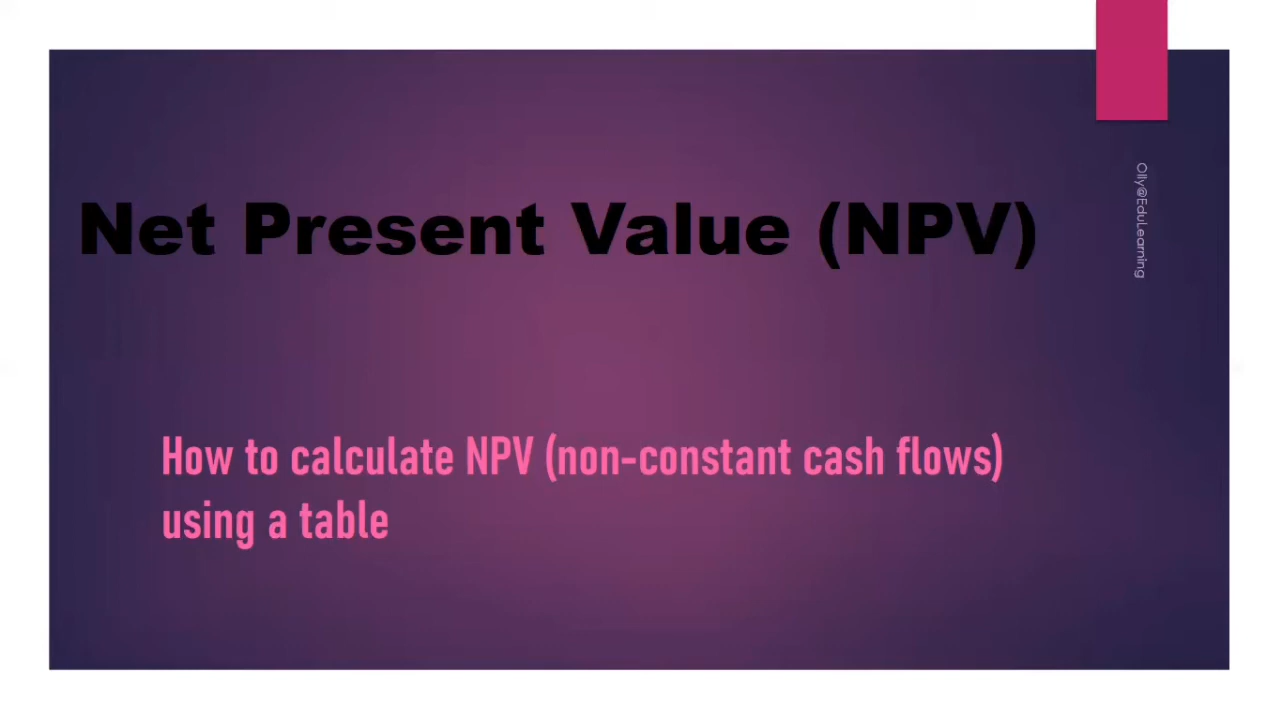 Net Present Value (NPV)
How to calculate NPV (non-constant cash flows)
using a table
Olly@EduLearning